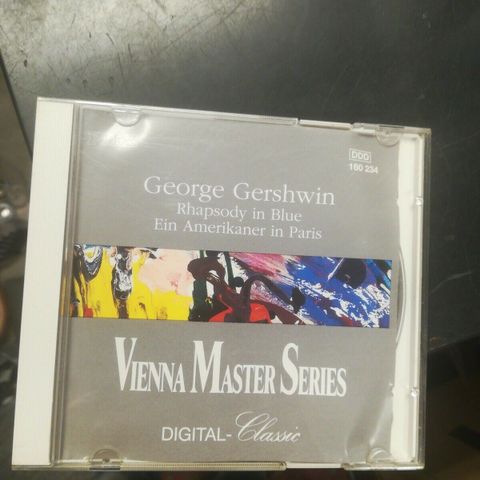 DDD
160 234
George Gershwin
Rhapsody in Blue
Ein Amerikaner in Paris
VIENNA MASTER SERIES
DIGITAL-Classic